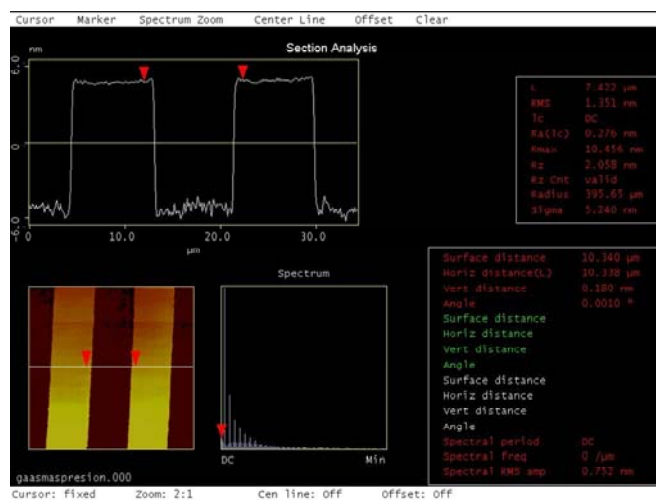 Cursor Marker Spectrum Zoom Center Line Offset Clear
Section Analysis
nm
6.0
0
-6.0
0 10.0 20.0 30.0
µm
L 7.422 µm
RMS 1.351 nm
lc DC
Ra(lc) 0.276 nm
Rmax 10.456 nm
Rz 2.058 nm
Rz Cnt valid
Radius 395.65 µm
Sigma 5.240 nm
Spectrum
DC Min
Surface distance 10.340 µm
Horiz distance(L) 10.338 µm
Vert distance 0.180 nm
Angle 0.0010 °
Surface distance
Horiz distance
Vert distance
Angle
Surface distance
Horiz distance
Vert distance
Angle
Spectral period DC
Spectral freq 0 /µm
Spectral RMS amp 0.752 nm
gaasmaspresion.000
Cursor: fixed Zoom: 2:1 Cen line: Off Offset: Off